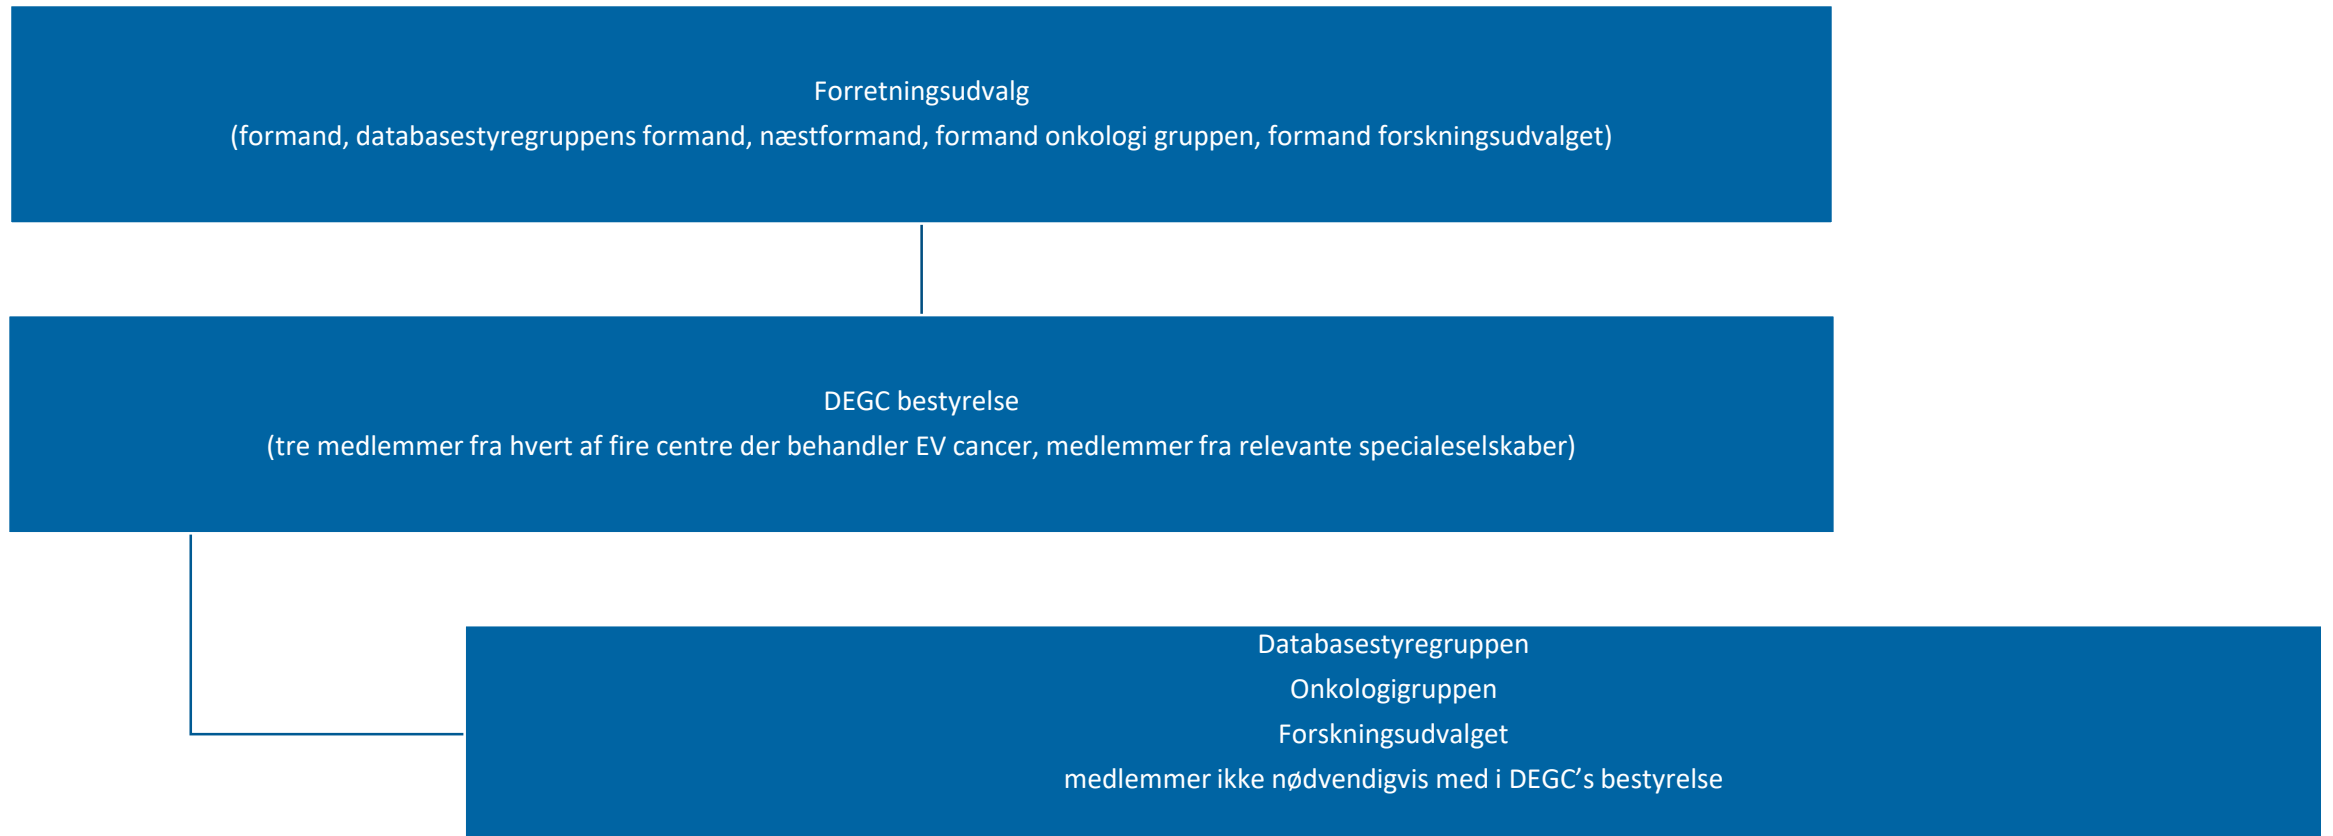 Forretningsudvalg
(formand, databasestyregruppens formand, næstformand, formand onkologi gruppen, formand forskningsudvalget)
DEGC bestyrelse
(tre medlemmer fra hvert af fire centre der behandler EV cancer, medlemmer fra relevante specialeselskaber)
Databasestyregruppen
Onkologigruppen
Forskningsudvalget
medlemmer ikke nødvendigvis med i DEGC’s bestyrelse